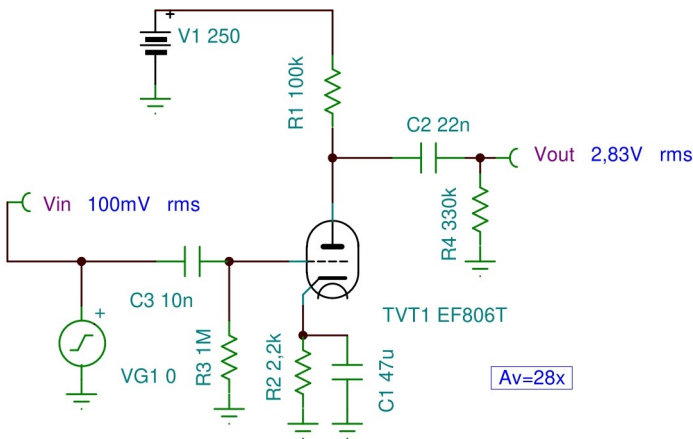 +
V1 250
R1 100k
C2 22n
Vout 2,83V rms
Vin 100mV rms
R4 330k
C3 10n
+
TVT1 EF806T
VG1 0
R3 1M
R2 2,2k
C1 47u
Av=28x